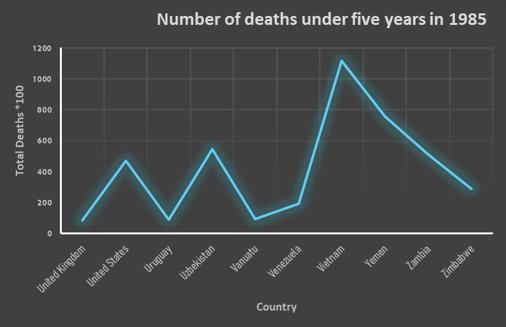 Number of deaths under five years in 1985
Total Deaths *100
1200
1000
800
600
400
200
0
United Kingdom
United States
Uruguay
Uzbekistan
Vanuatu
Venezuela
Vietnam
Yemen
Zambia
Zimbabwe
Country